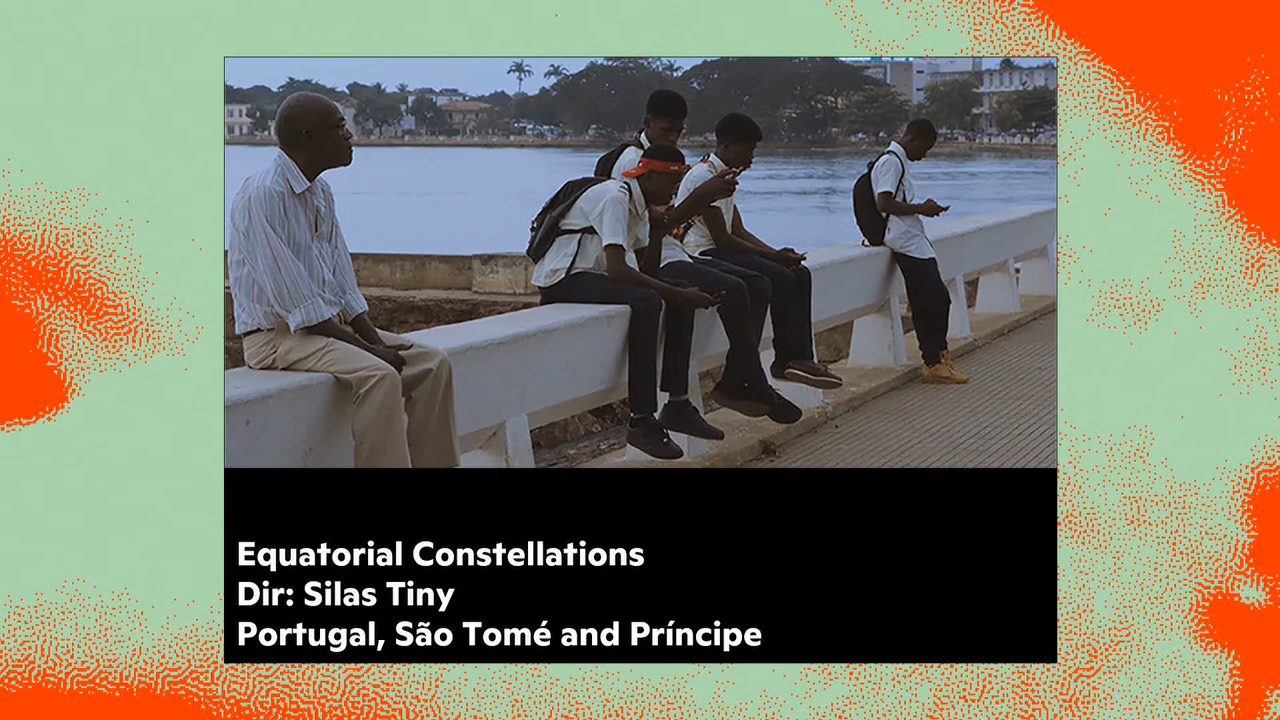 Equatorial Constellations
Dir: Silas Tiny
Portugal, São Tomé and Príncipe